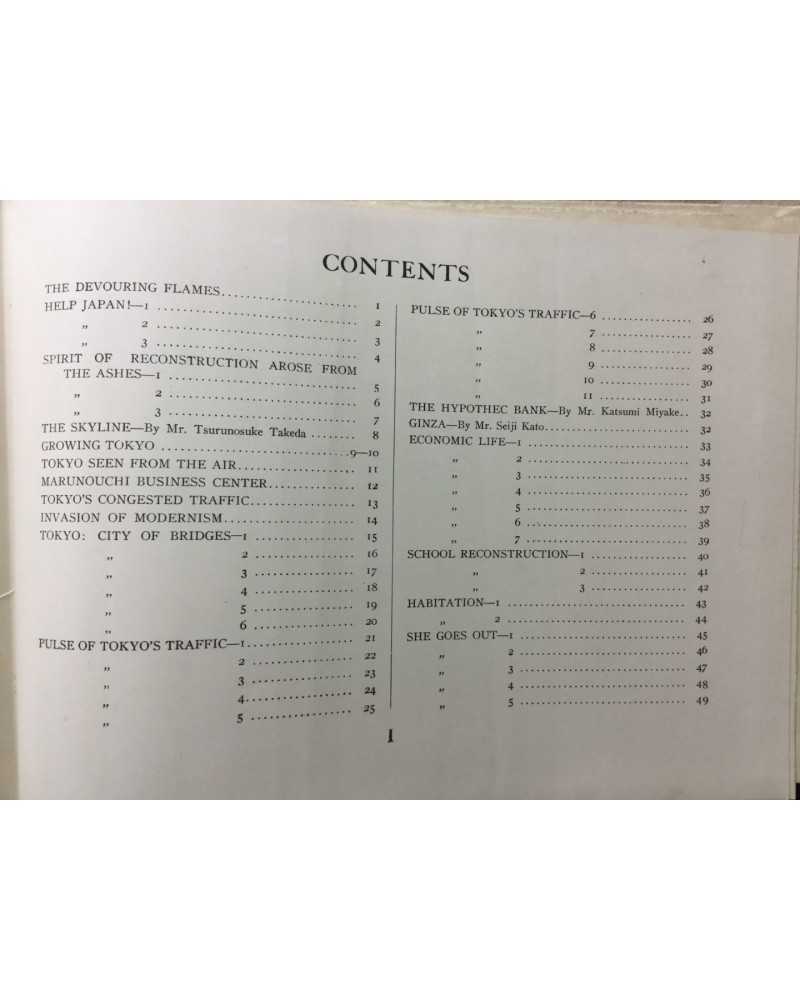 CONTENTS
THE DEVOURING FLAMES.................... 1
HELP JAPAN!—1 .............................. 2
„ 2 .............................. 3
„ 3 .............................. 4
SPIRIT OF RECONSTRUCTION AROSE FROM
THE ASHES—1 ............................ 5
„ 2 ............................ 6
„ 3 ............................ 7
THE SKYLINE—By Mr. Tsurunosuke Takeda ........ 8
GROWING TOKYO ..............................9—10
TOKYO SEEN FROM THE AIR.................. 11
MARUNOUCHI BUSINESS CENTER.............. 12
TOKYO'S CONGESTED TRAFFIC................ 13
INVASION OF MODERNISM.................... 14
TOKYO: CITY OF BRIDGES—1 ................ 15
„ 2 ................ 16
„ 3 ................ 17
„ 4 ................ 18
„ 5 ................ 19
„ 6 ................ 20
PULSE OF TOKYO'S TRAFFIC—1................ 21
„ 2 ................ 22
„ 3 ................ 23
„ 4................ 24
„ 5 ................ 25
PULSE OF TOKYO'S TRAFFIC—6 ................ 26
„ 7 ................ 27
„ 8 ................ 28
„ 9 ................ 29
„ 10 ................ 30
„ 11 ................ 31
THE HYPOTHEC BANK—By Mr. Katsumi Miyake.. 32
GINZA—By Mr. Seiji Kato........................ 32
ECONOMIC LIFE—1 ............................ 33
„ 2 ............................ 34
„ 3 ............................ 35
„ 4 ............................ 36
„ 5 ............................ 37
„ 6 ............................ 38
„ 7 ............................ 39
SCHOOL RECONSTRUCTION—1 ................ 40
„ 2 ................ 41
„ 3 ................ 42
HABITATION—1 ................................ 43
„ 2 ................................ 44
SHE GOES OUT—1 .............................. 45
„ 2 .............................. 46
„ 3 .............................. 47
„ 4 .............................. 48
„ 5 .............................. 49
1